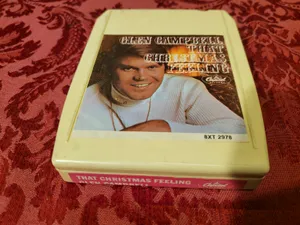 GLEN CAMPBELL
THAT
CHRISTMAS
FEELING
Capitol
8XT 2978
THAT CHRISTMAS FEELING
GLEN CAMPBELL
Capitol